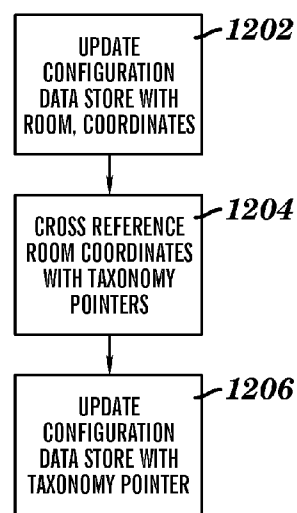 1202
UPDATE
CONFIGURATION
DATA STORE WITH
ROOM, COORDINATES
1204
CROSS REFERENCE
ROOM COORDINATES
WITH TAXONOMY
POINTERS
1206
UPDATE
CONFIGURATION
DATA STORE WITH
TAXONOMY POINTER